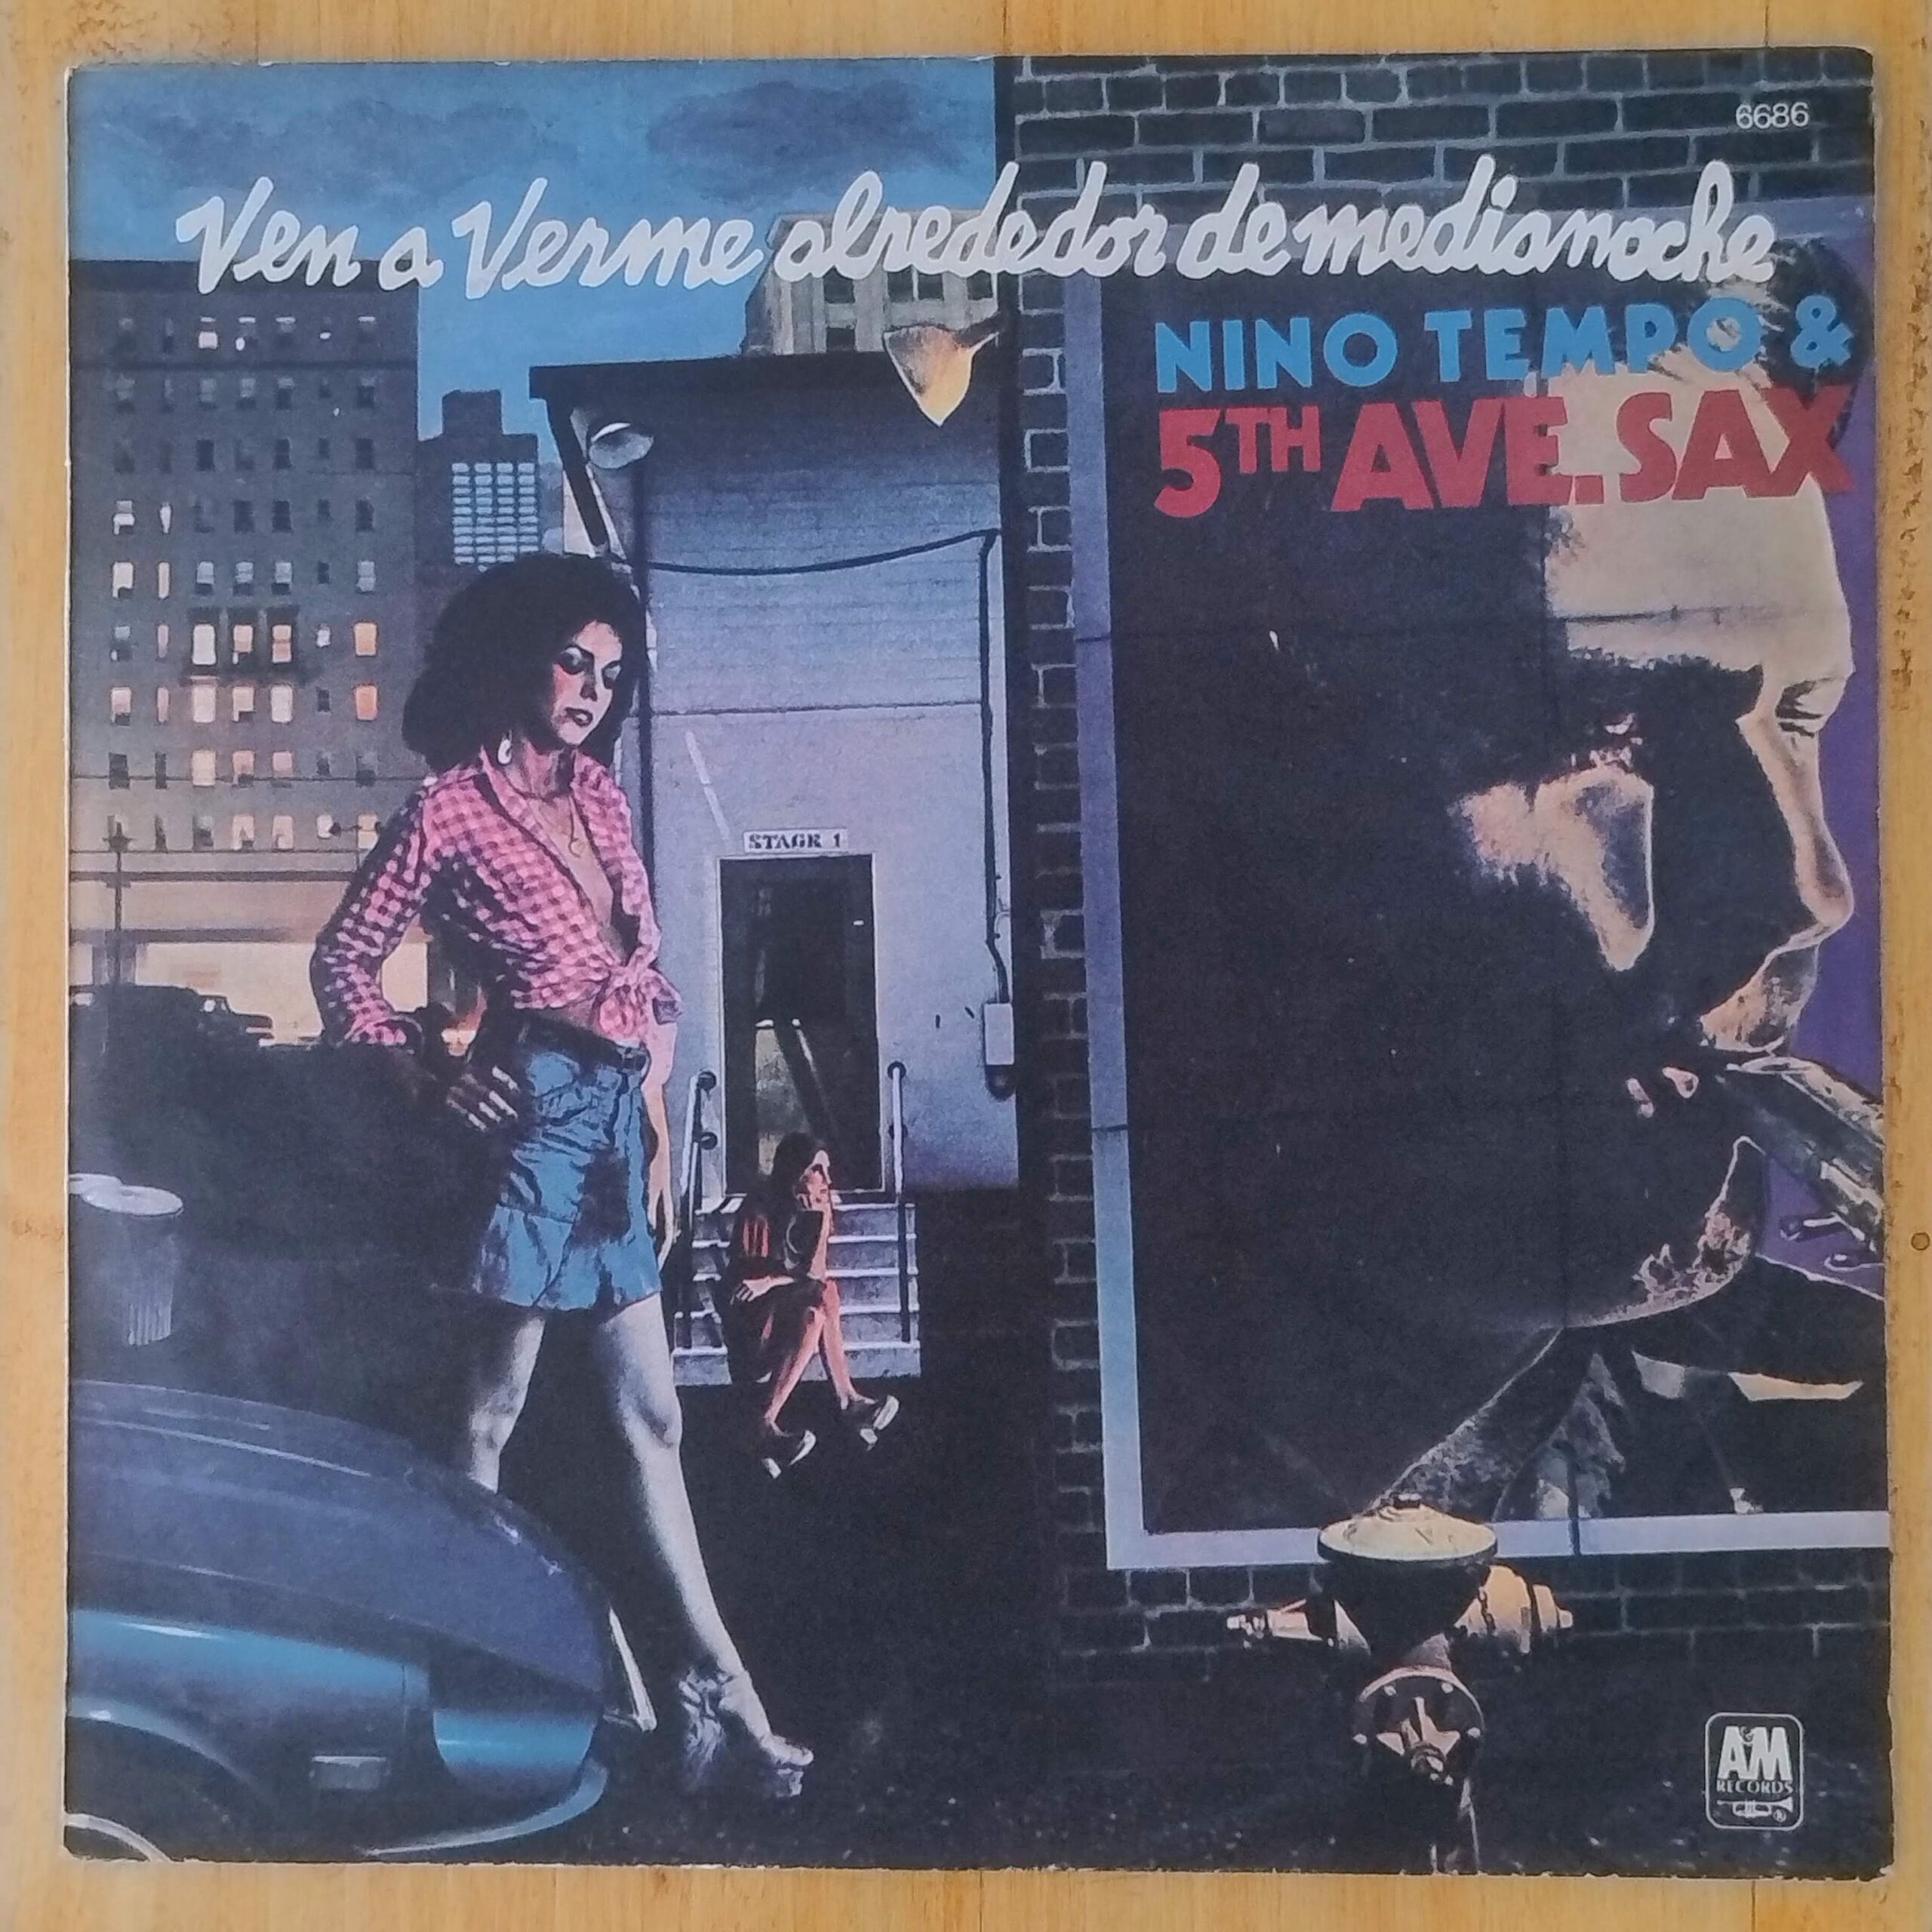 6686
Ven a Verme alrededor de medianoche
NINO TEMPO &
5TH AVE. SAX
STAGE 1
A&M
RECORDS
®